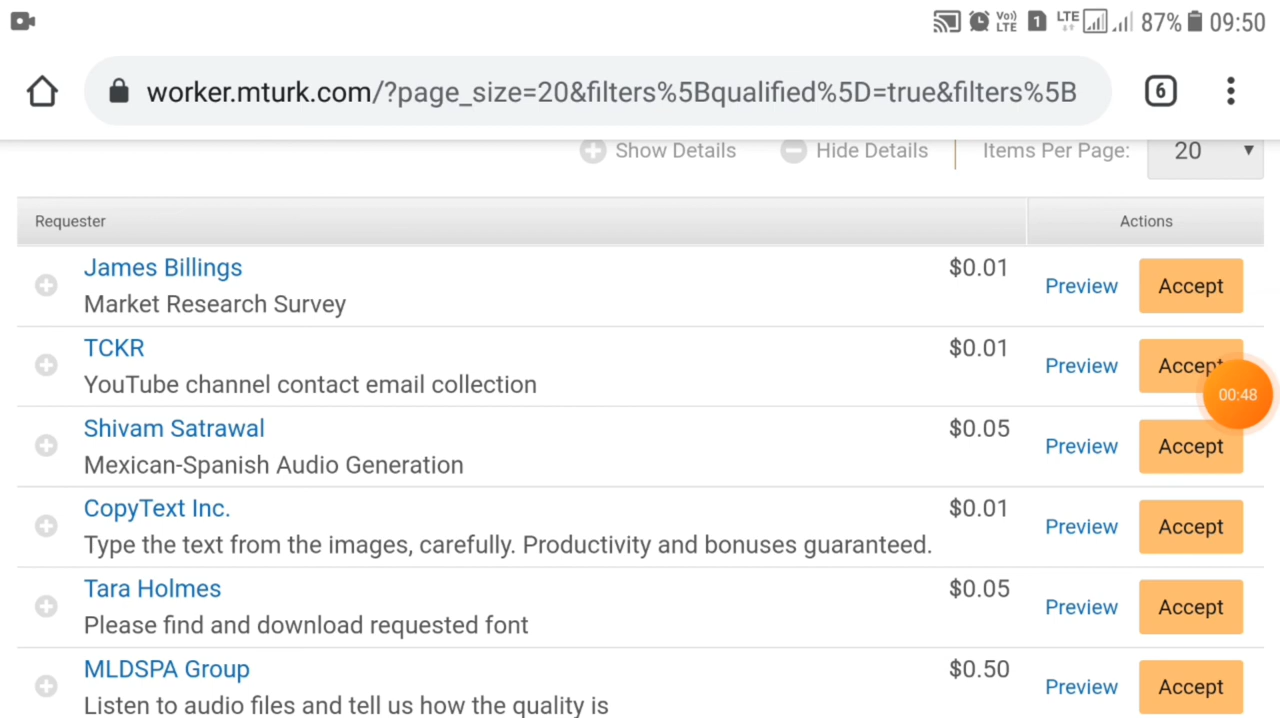 Vo) LTE 1 LTE 87% 09:50
worker.mturk.com/?page_size=20&filters%5Bqualified%5D=true&filters%5B 6
Show Details Hide Details Items Per Page: 20
Requester Actions
James Billings $0.01
Market Research Survey Preview Accept
TCKR $0.01
YouTube channel contact email collection Preview Accept
00:48
Shivam Satrawal $0.05
Mexican-Spanish Audio Generation Preview Accept
CopyText Inc. $0.01
Type the text from the images, carefully. Productivity and bonuses guaranteed. Preview Accept
Tara Holmes $0.05
Please find and download requested font Preview Accept
MLDSPA Group $0.50
Listen to audio files and tell us how the quality is Preview Accept